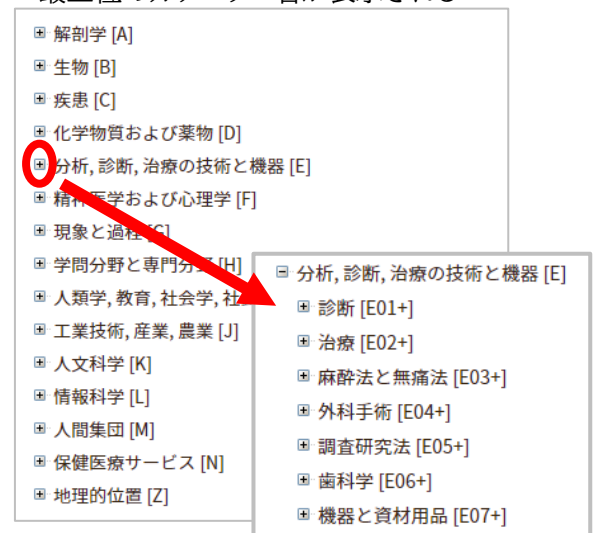 解剖学 [A]
生物 [B]
疾患 [C]
化学物質および薬物 [D]
分析, 診断, 治療の技術と機器 [E]
精神医学および心理学 [F]
現象と過程 [G]
学問分野と専門分野 [H]
人類学, 教育, 社会学, 社
工業技術, 産業, 農業 [J]
人文科学 [K]
情報科学 [L]
人間集団 [M]
保健医療サービス [N]
地理的位置 [Z]
分析, 診断, 治療の技術と機器 [E]
診断 [E01+]
治療 [E02+]
麻酔法と無痛法 [E03+]
外科手術 [E04+]
調査研究法 [E05+]
歯科学 [E06+]
機器と資材用品 [E07+]